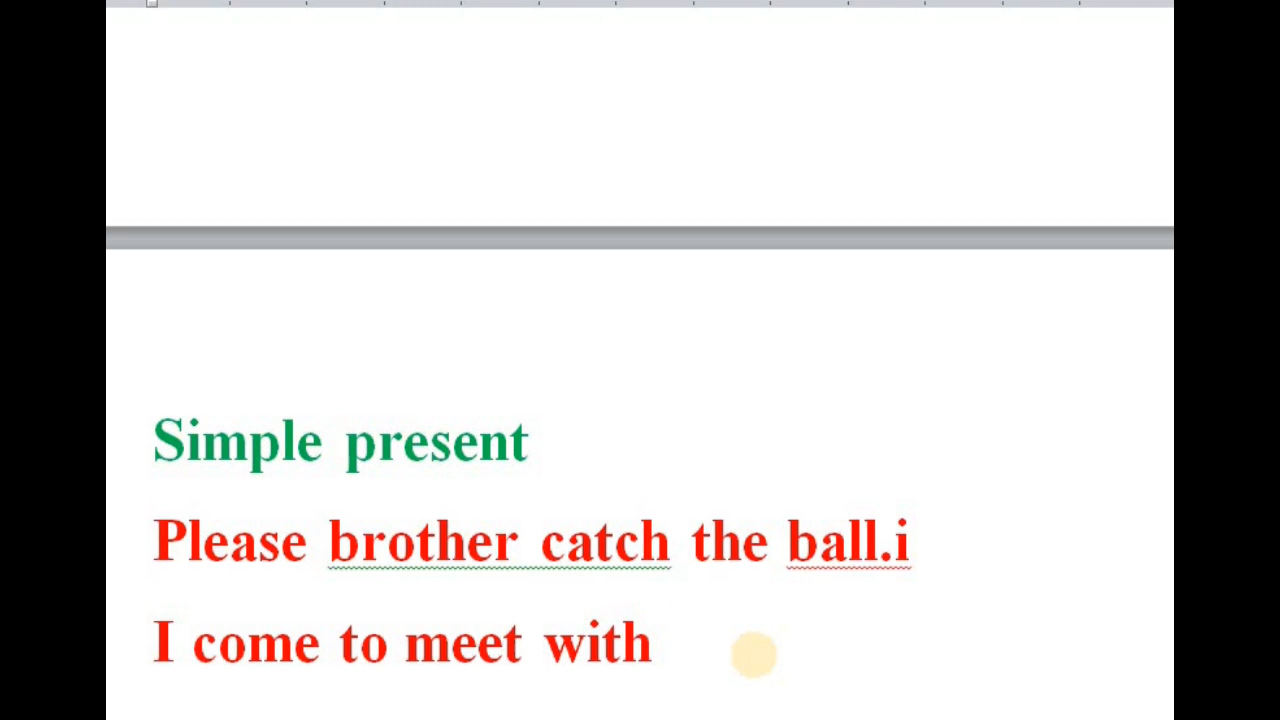 Simple present
Please brother catch the ball.i
I come to meet with